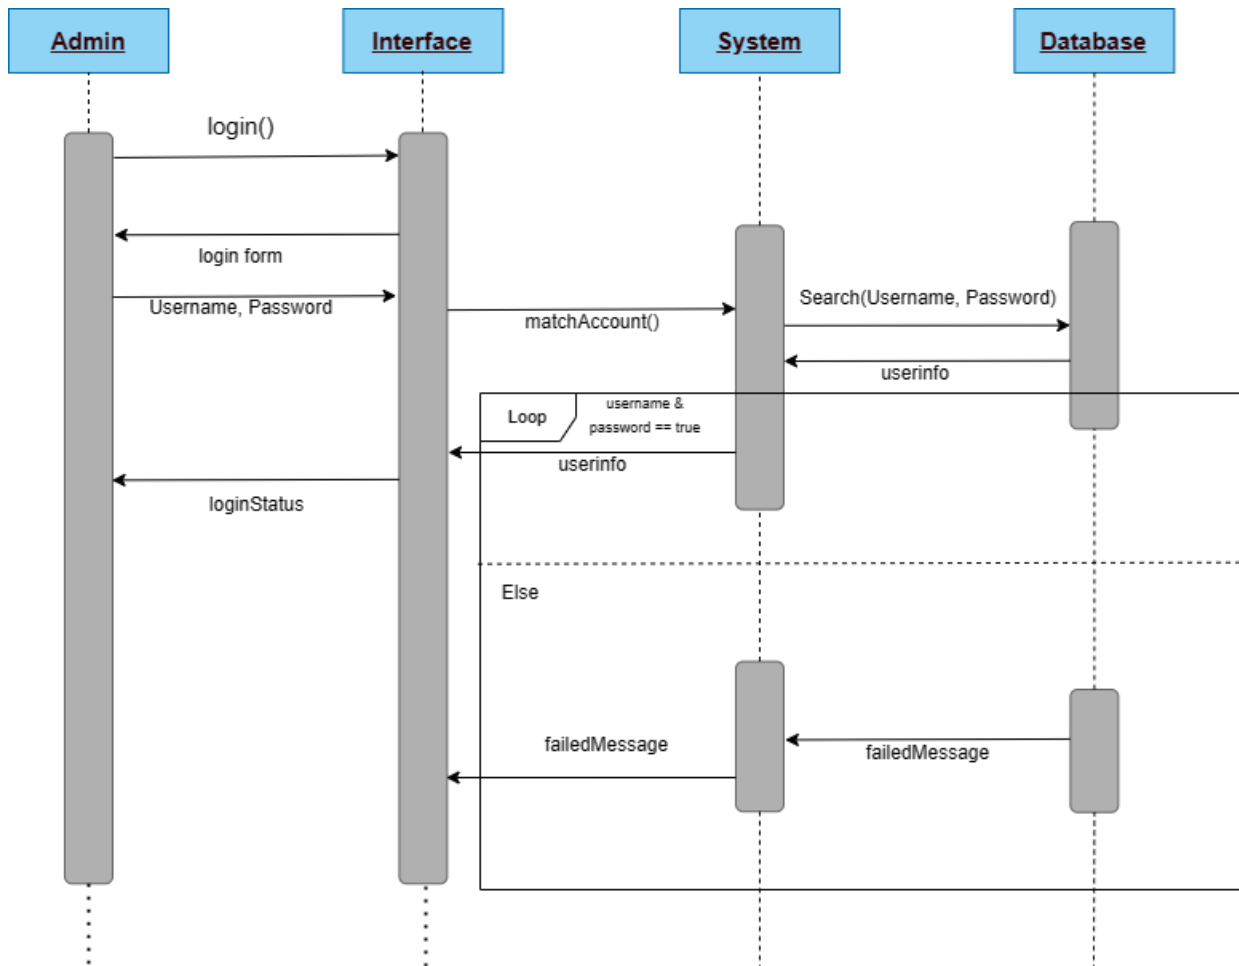 Admin
Interface
System
Database
login()
login form
Username, Password
matchAccount()
Search(Username, Password)
userinfo
Loop
username &
password == true
userinfo
loginStatus
Else
failedMessage
failedMessage